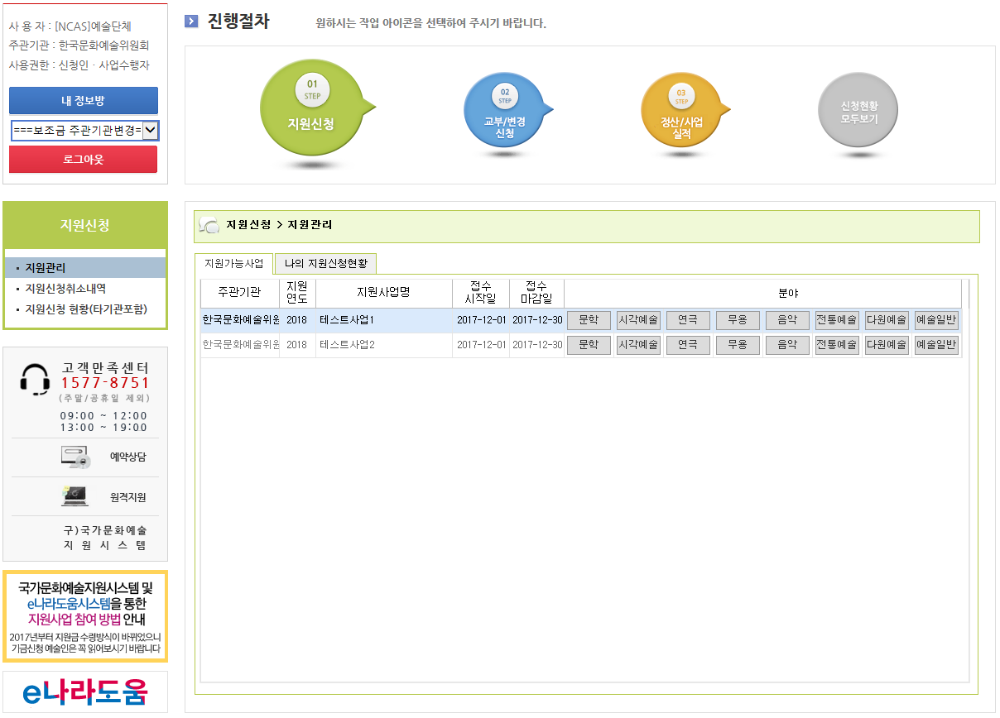 사 용 자 : [NCAS]예술단체
주관기관 : 한국문화예술위원회
사용권한 : 신청인 · 사업수행자
내 정보방
===보조금 주관기관변경=
로그아웃
진행절차
원하시는 작업 아이콘을 선택하여 주시기 바랍니다.
01
STEP
지원신청
02
STEP
교부/변경
신청
03
STEP
정산/사업
실적
신청현황
모두보기
지원신청
· 지원관리
· 지원신청취소내역
· 지원신청 현황(타기관포함)
고객만족센터
1577-8751
(주말/공휴일 제외)
09:00 ~ 12:00
13:00 ~ 19:00
예약상담
원격지원
구)국가문화예술
지 원 시 스 템
국가문화예술지원시스템 및
e나라도움시스템을 통한
지원사업 참여 방법 안내
2017년부터 지원금 수령방식이 바뀌었으니
기금신청 예술인은 꼭 읽어보시기 바랍니다
e나라도움
지원신청 > 지원관리
지원가능사업 나의 지원신청현황
주관기관 지원 연도 지원사업명 접수 시작일 접수 마감일 분야
한국문화예술위원 2018 테스트사업1 2017-12-01 2017-12-30 문학 시각예술 연극 무용 음악 전통예술 다원예술 예술일반
한국문화예술위원 2018 테스트사업2 2017-12-01 2017-12-30 문학 시각예술 연극 무용 음악 전통예술 다원예술 예술일반